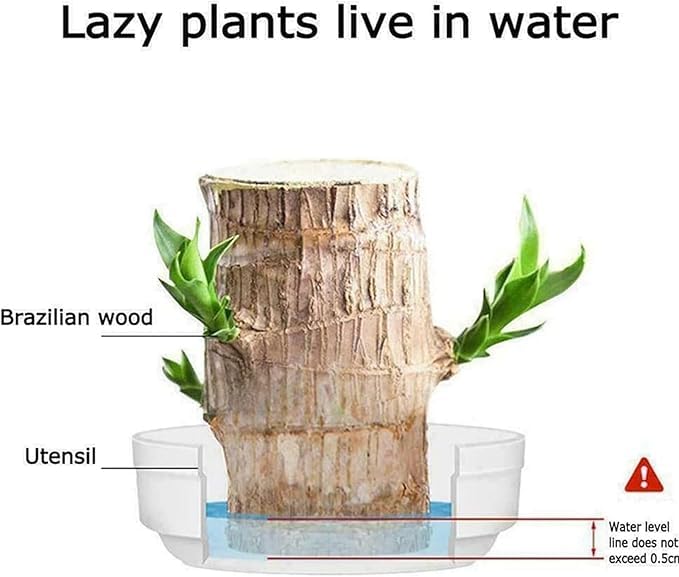 Lazy plants live in water
Brazilian wood
Utensil
Water level
line does not
exceed 0.5cm